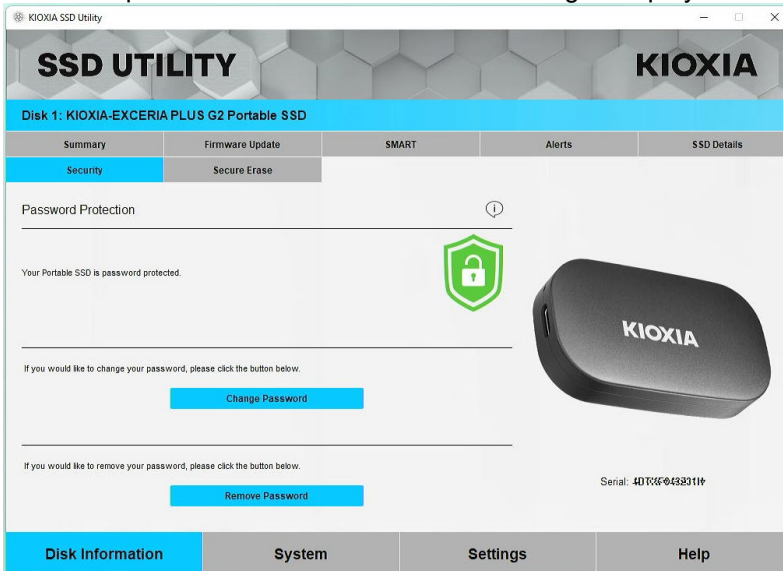 KIOXIA SSD Utility
SSD UTILITY
KIOXIA
Disk 1: KIOXIA-EXCERIA PLUS G2 Portable SSD
Summary
Firmware Update
SMART
Alerts
SSD Details
Security
Secure Erase
Password Protection
Your Portable SSD is password protected.
KIOXIA
If you would like to change your password, please click the button below.
Change Password
If you would like to remove your password, please click the button below.
Serial:
Remove Password
Disk Information
System
Settings
Help